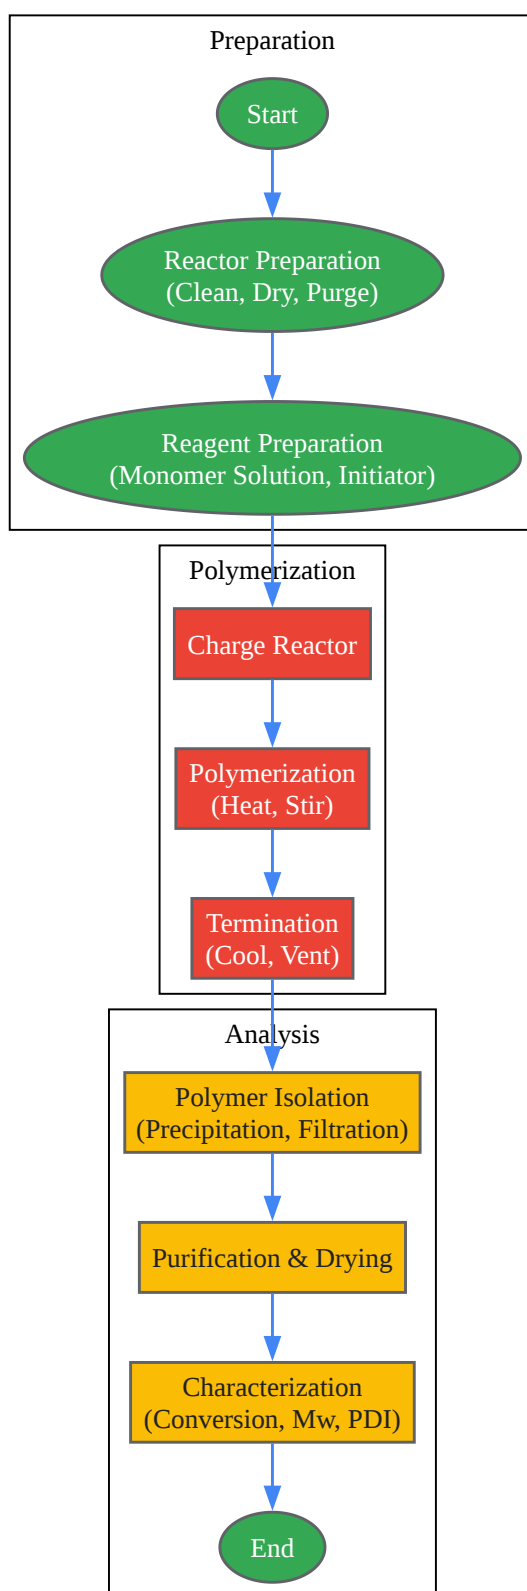 Preparation
Start
Reactor Preparation
(Clean, Dry, Purge)
Reagent Preparation
(Monomer Solution, Initiator)
Polymerization
Charge Reactor
Polymerization
(Heat, Stir)
Termination
(Cool, Vent)
Analysis
Polymer Isolation
(Precipitation, Filtration)
Purification & Drying
Characterization
(Conversion, Mw, PDI)
End